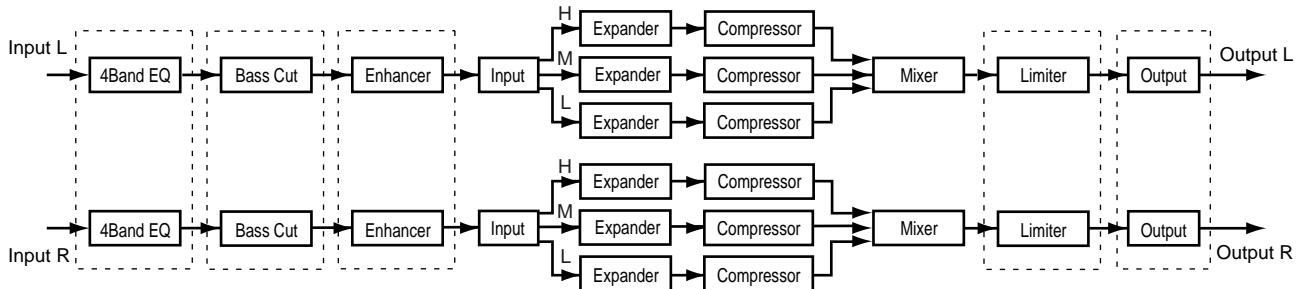 Input L
4Band EQ
Bass Cut
Enhancer
Input
H
Expander
Compressor
M
Expander
Compressor
L
Expander
Compressor
Mixer
Limiter
Output
Output L
Input R
4Band EQ
Bass Cut
Enhancer
Input
H
Expander
Compressor
M
Expander
Compressor
L
Expander
Compressor
Mixer
Limiter
Output
Output R